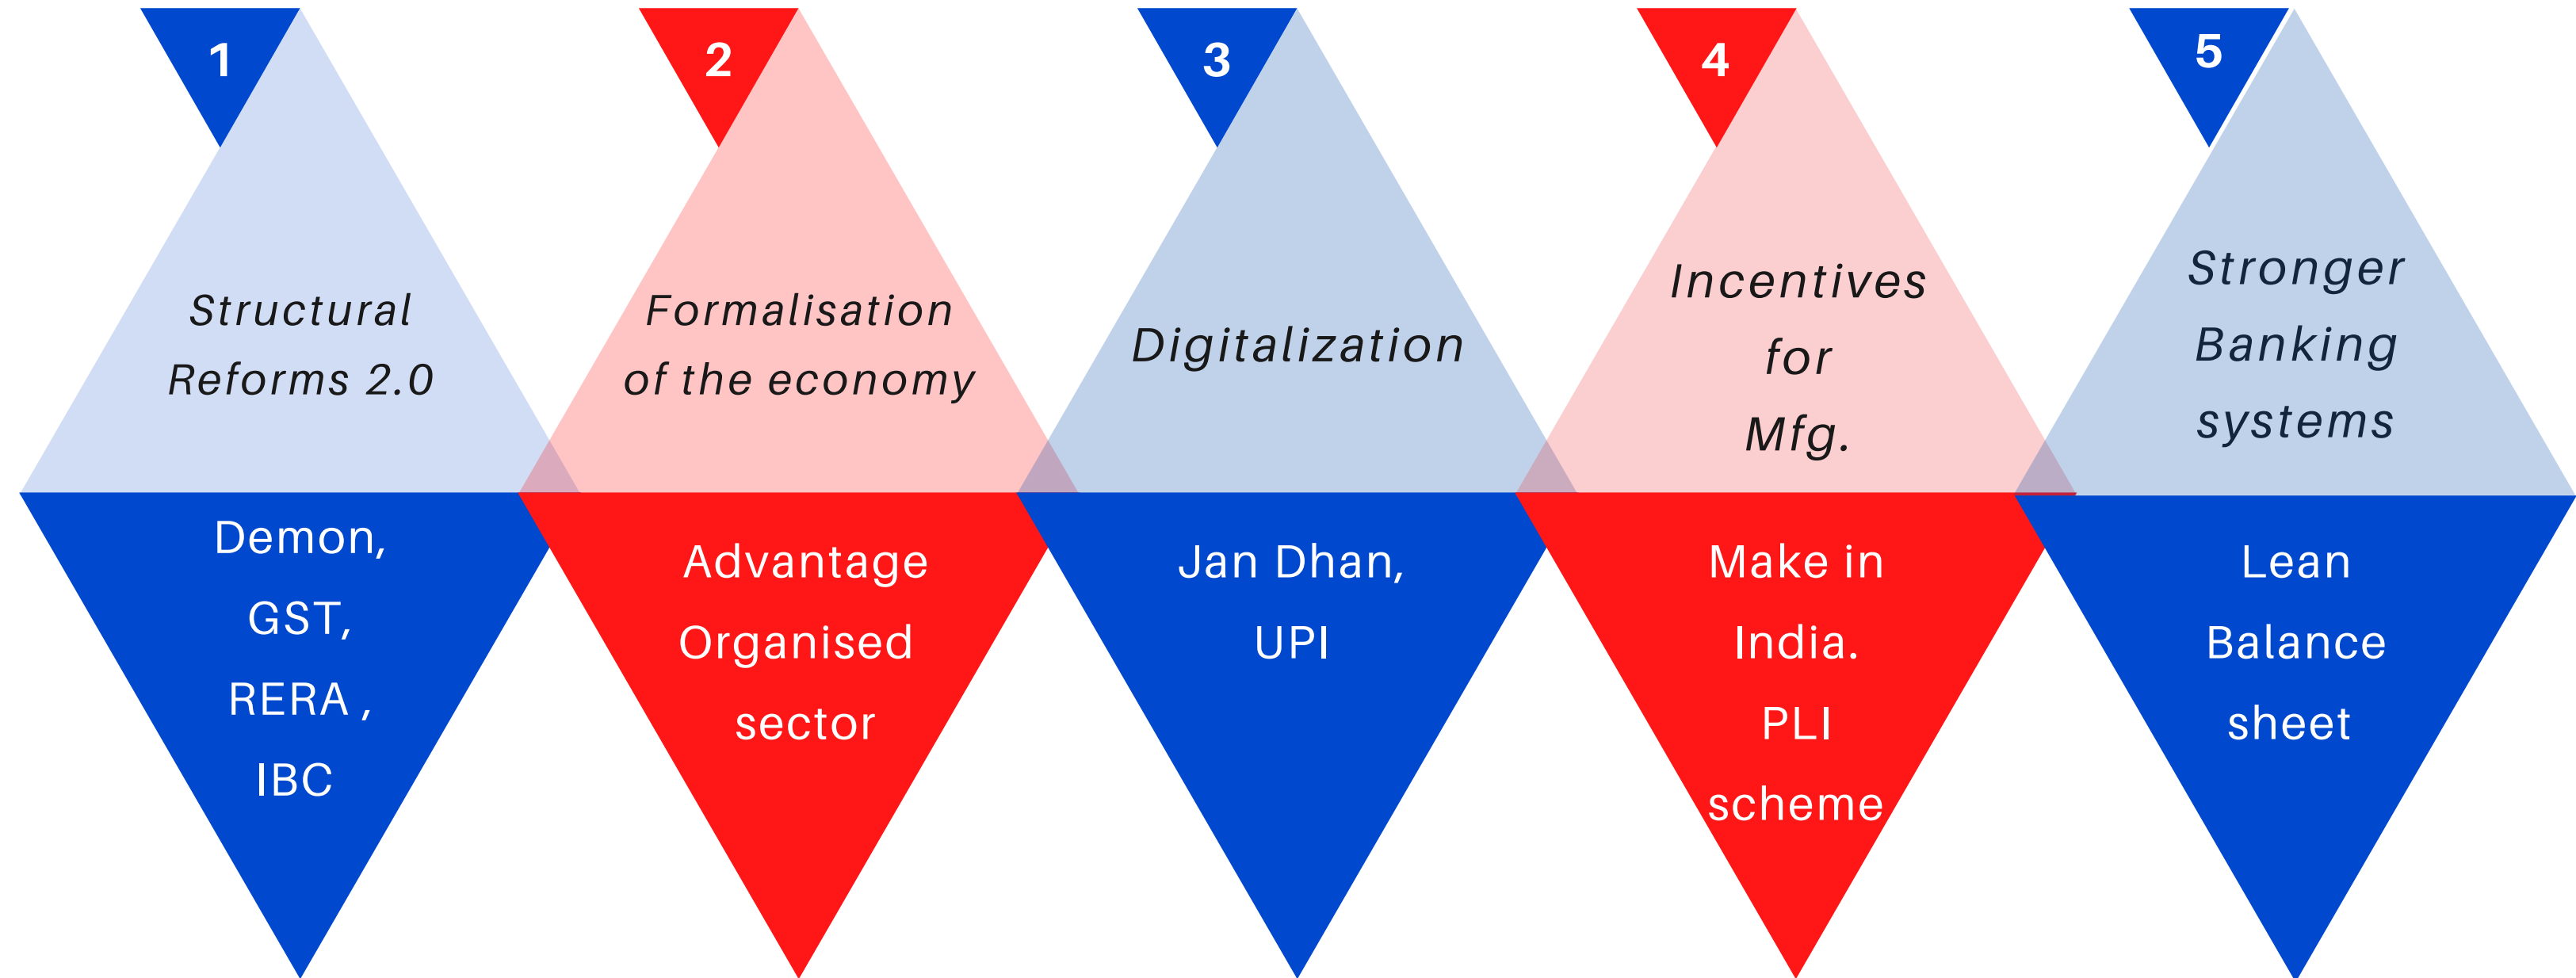 1
Structural
Reforms 2.0
Demon,
GST,
RERA ,
IBC
2
Formalisation
of the economy
Advantage
Organised
sector
3
Digitalization
Jan Dhan,
UPI
4
Incentives
for
Mfg.
Make in
India.
PLI
scheme
5
Stronger
Banking
systems
Lean
Balance
sheet